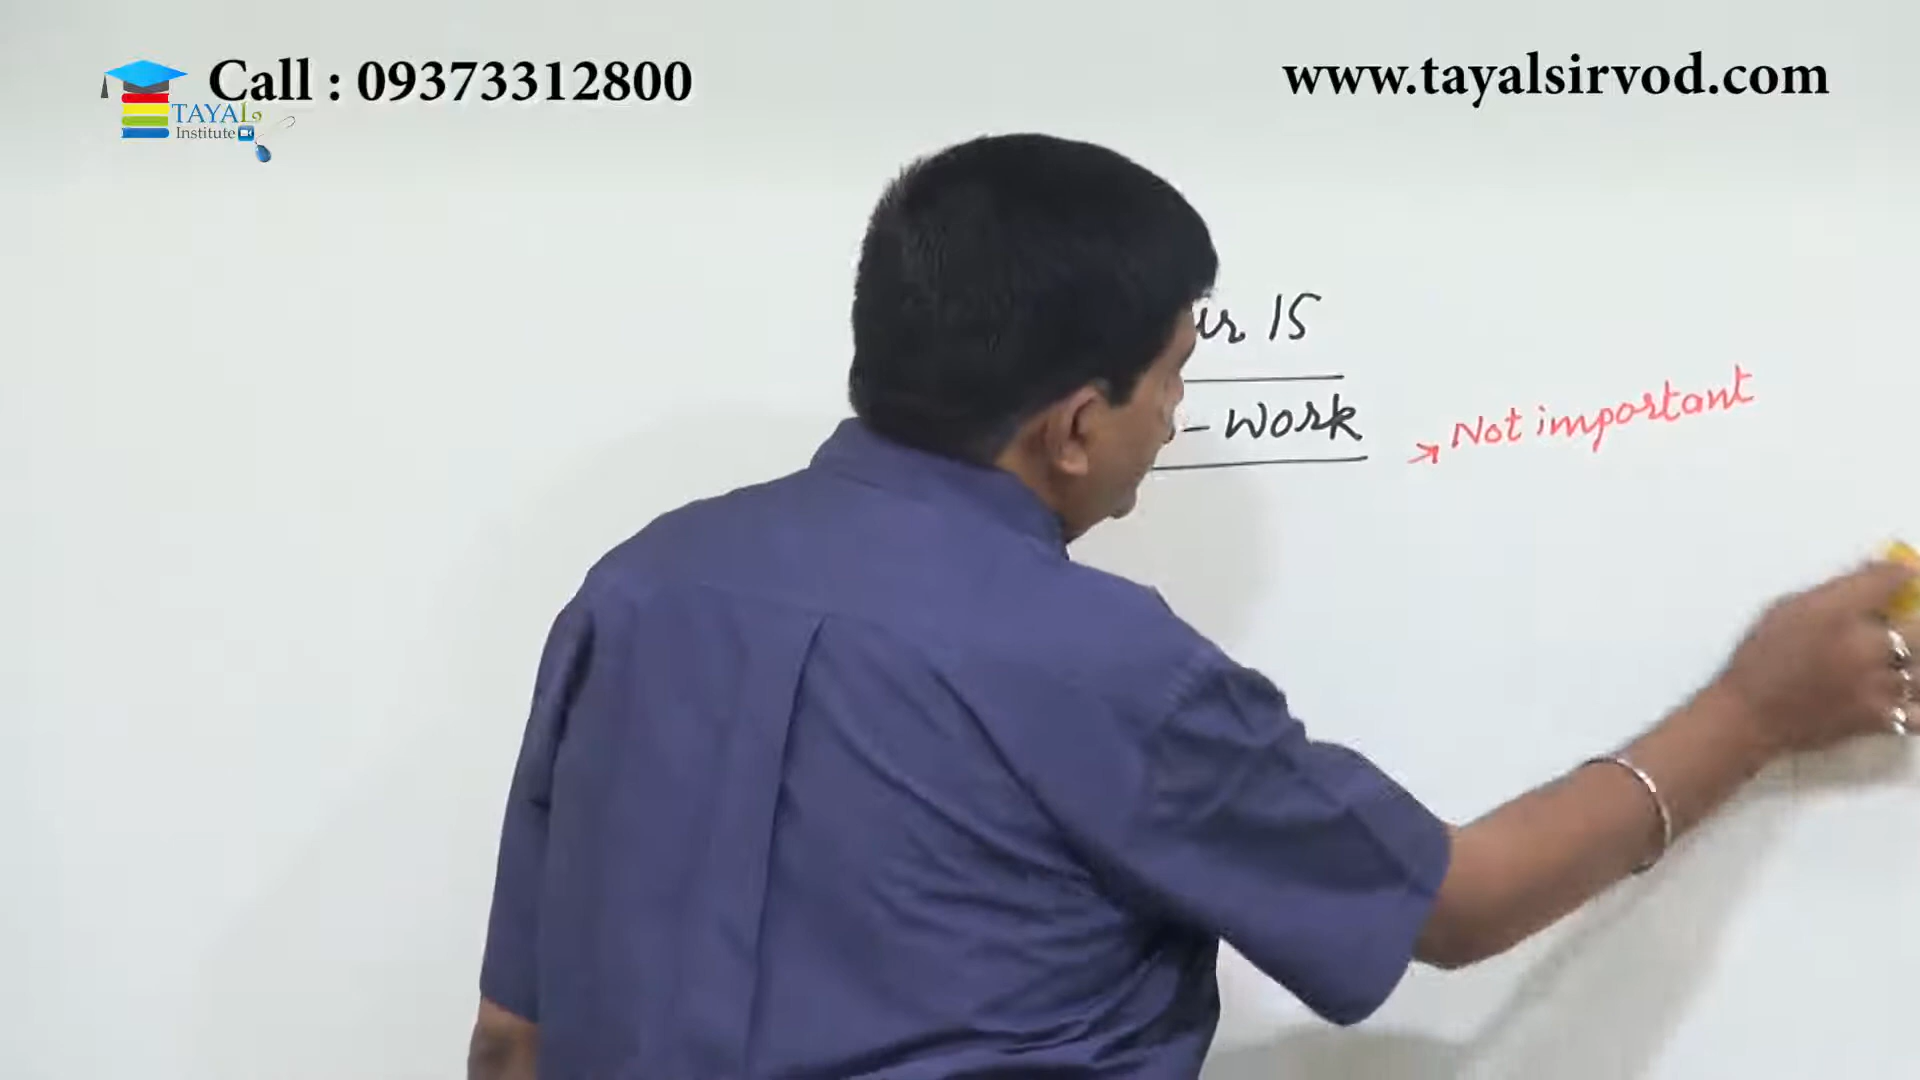 Call : 09373312800
www.tayalsirvod.com
TAYAL
Institute
15
- Work
Not important